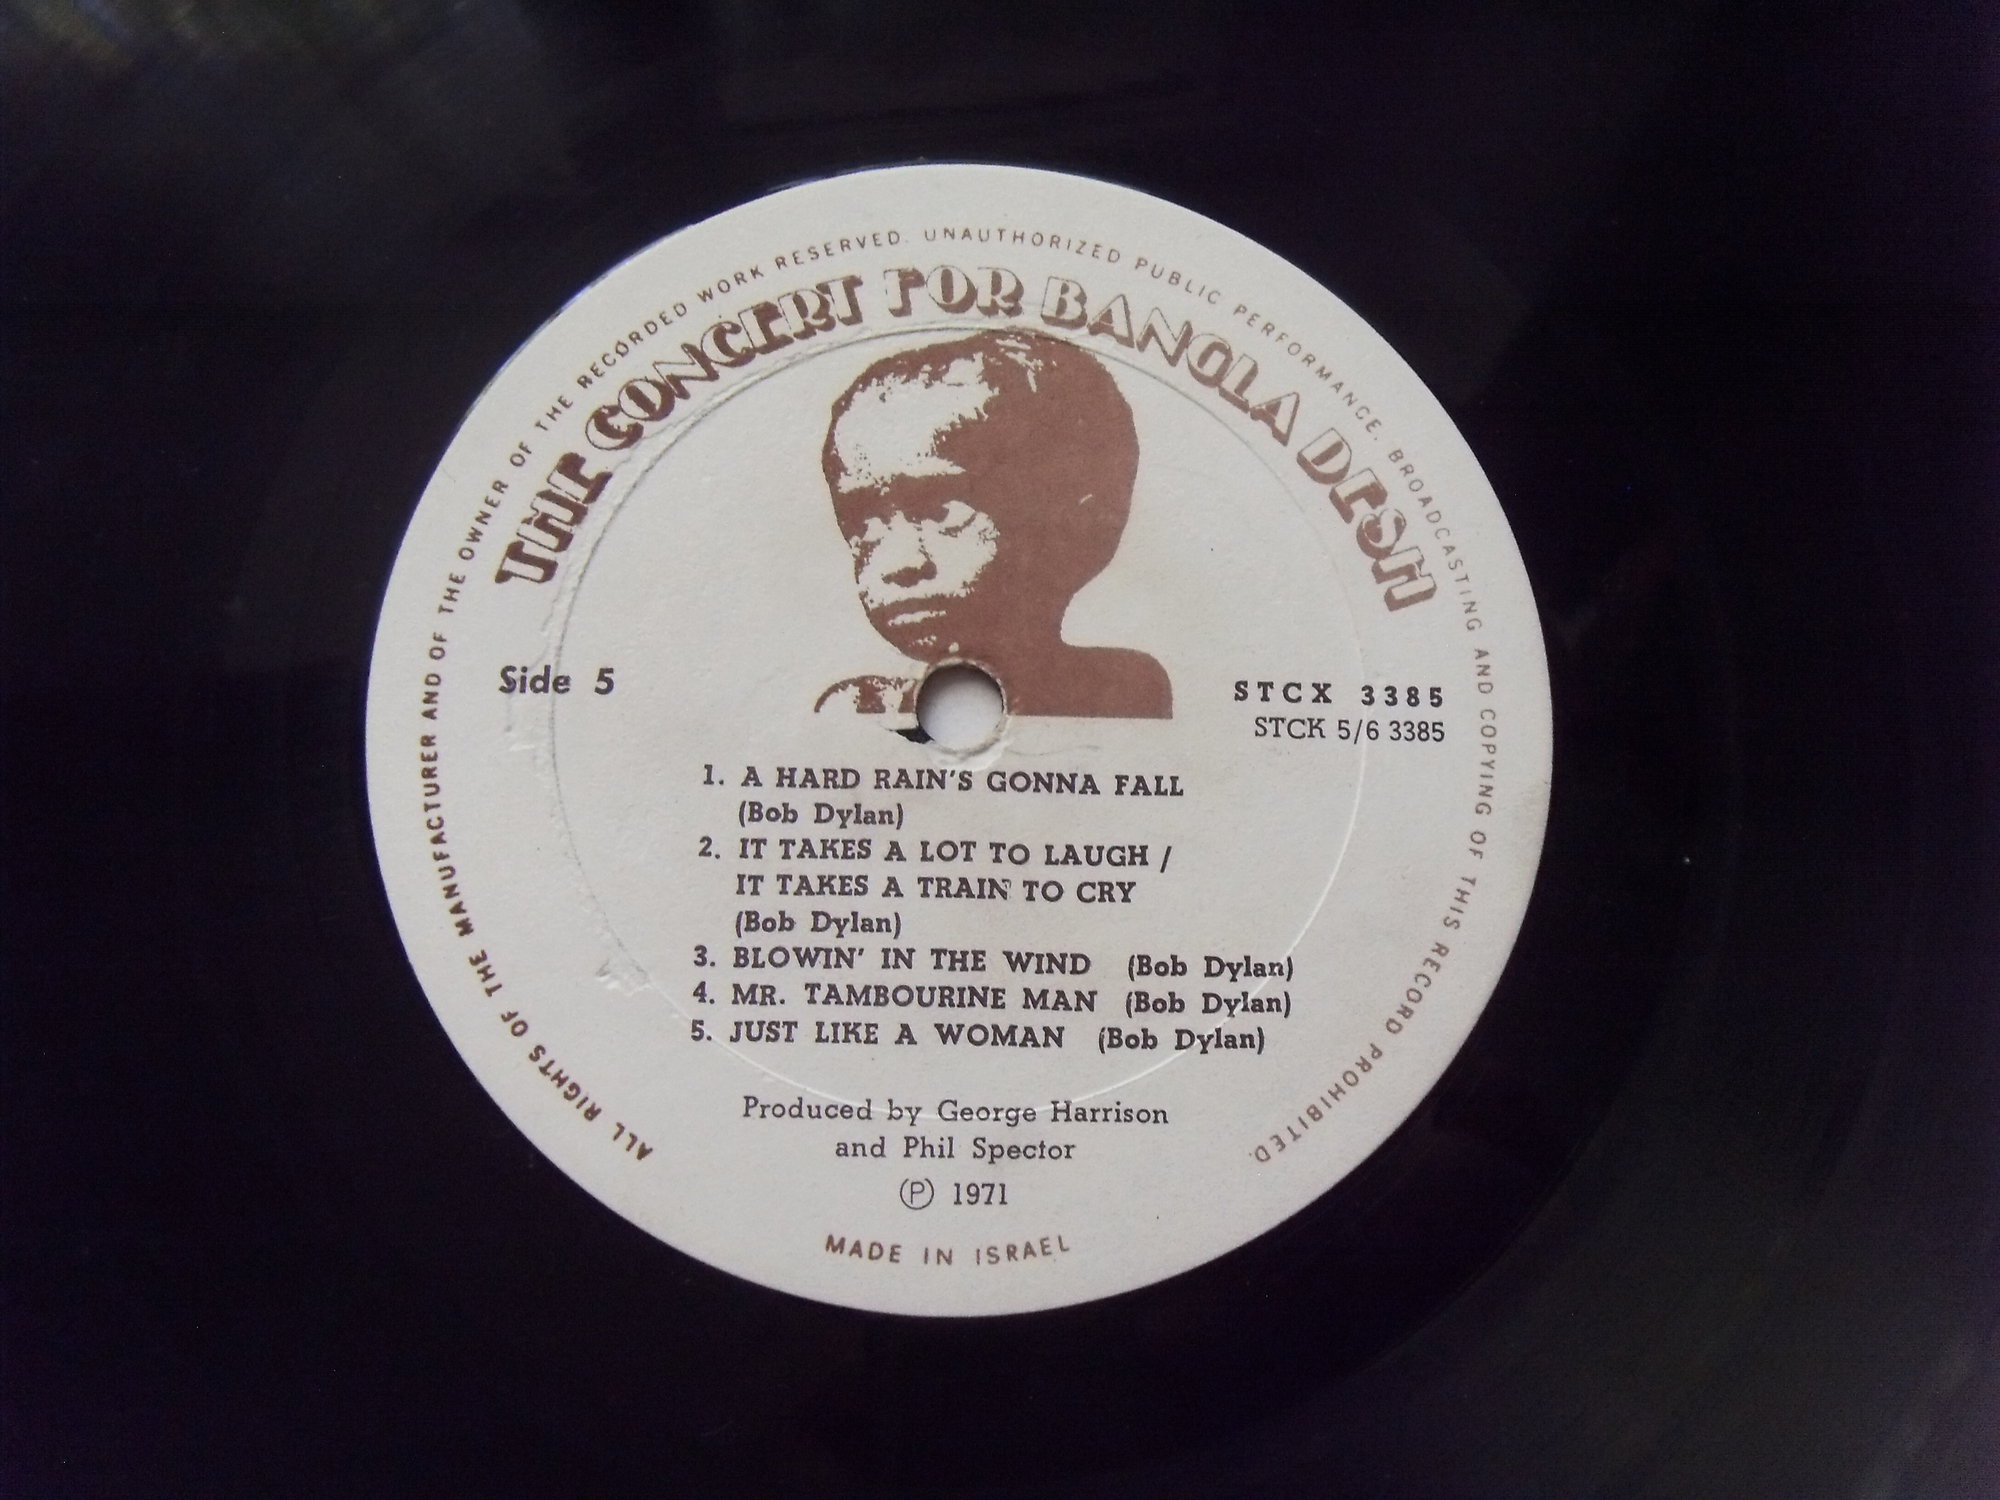 ALL RIGHTS OF THE MANUFACTURER AND OF THE OWNER OF THE RECORDED WORK RESERVED. UNAUTHORIZED PUBLIC PERFORMANCE, BROADCASTING AND COPYING OF THIS RECORD PROHIBITED.
THE CONCERT FOR BANGLA DESH
Side 5
STCX 3385
STCK 5/6 3385
1. A HARD RAIN'S GONNA FALL
(Bob Dylan)
2. IT TAKES A LOT TO LAUGH /
IT TAKES A TRAIN TO CRY
(Bob Dylan)
3. BLOWIN' IN THE WIND (Bob Dylan)
4. MR. TAMBOURINE MAN (Bob Dylan)
5. JUST LIKE A WOMAN (Bob Dylan)
Produced by George Harrison
and Phil Spector
Ⓟ 1971
MADE IN ISRAEL